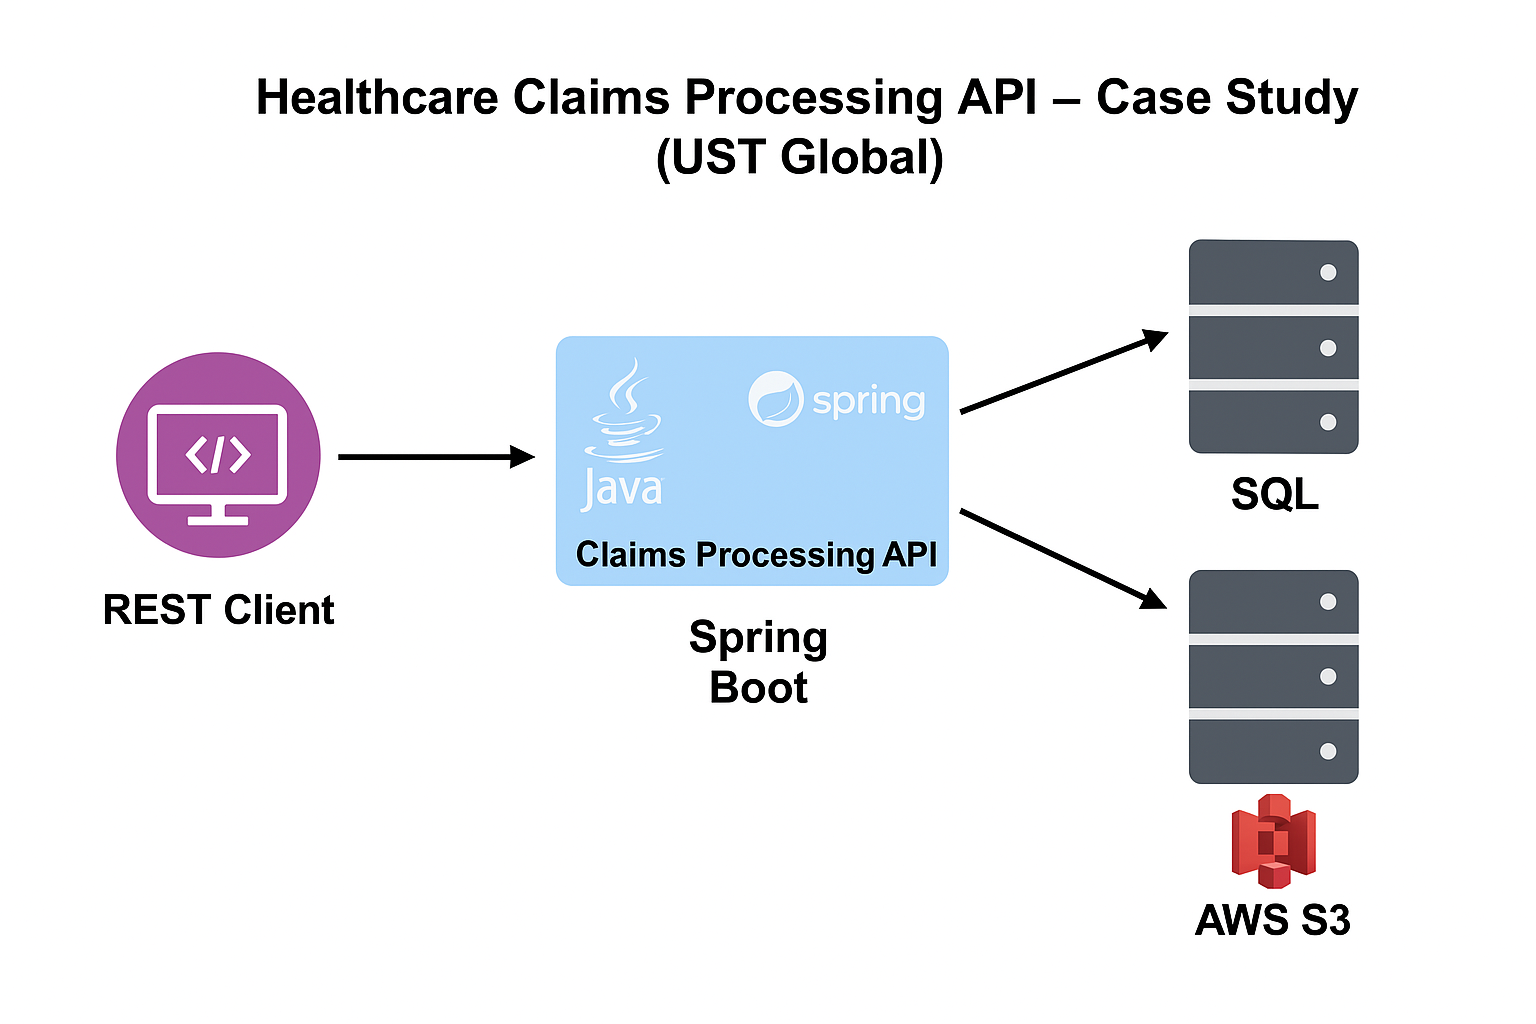 Healthcare Claims Processing API – Case Study
(UST Global)
REST Client
</>
Java
spring
Claims Processing API
Spring
Boot
SQL
AWS S3